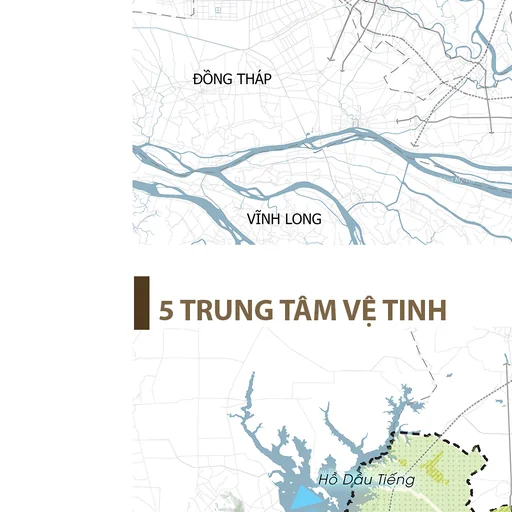 ĐỒNG THÁP
VĨNH LONG
5 TRUNG TÂM VỆ TINH
Hồ Dầu Tiếng